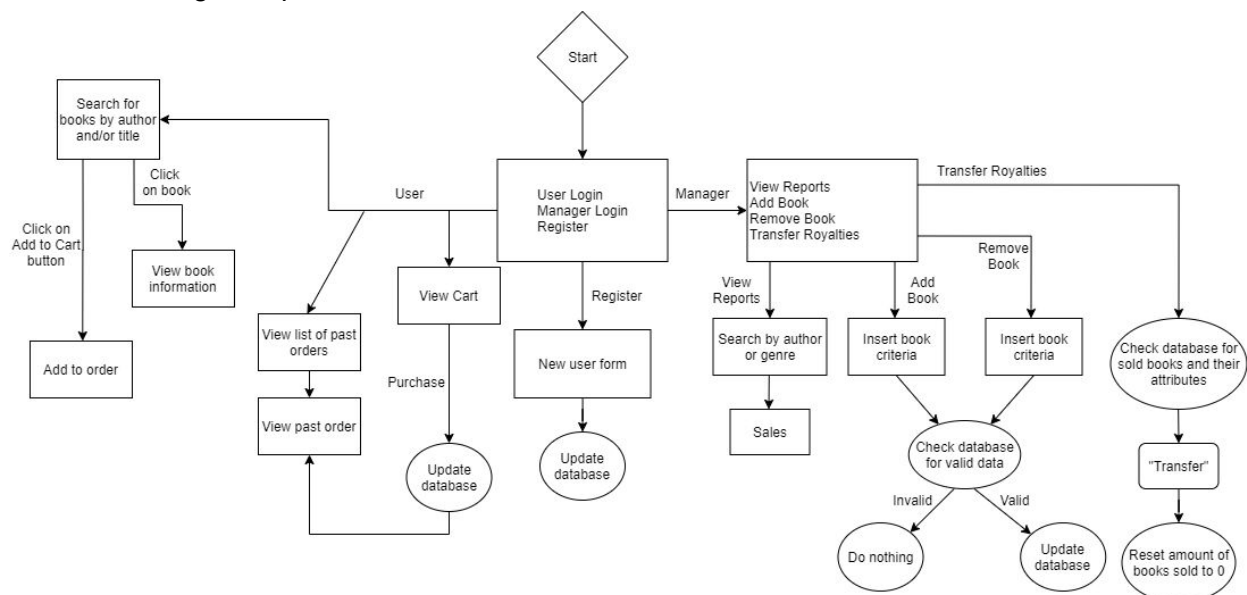 Start
Search for
books by author
and/or title
Click
on book
Click on
Add to Cart
button
View book
information
Add to order
User
User Login
Manager Login
Register
Manager
View Reports
Add Book
Remove Book
Transfer Royalties
Transfer Royalties
Remove
Book
View list of past
orders
View past order
View Cart
Purchase
Update
database
Register
New user form
Update
database
View
Reports
Add
Book
Search by author
or genre
Sales
Insert book
criteria
Insert book
criteria
Check database
for valid data
Invalid
Valid
Do nothing
Update
database
Check database for
sold books and their
attributes
"Transfer"
Reset amount of
books sold to 0